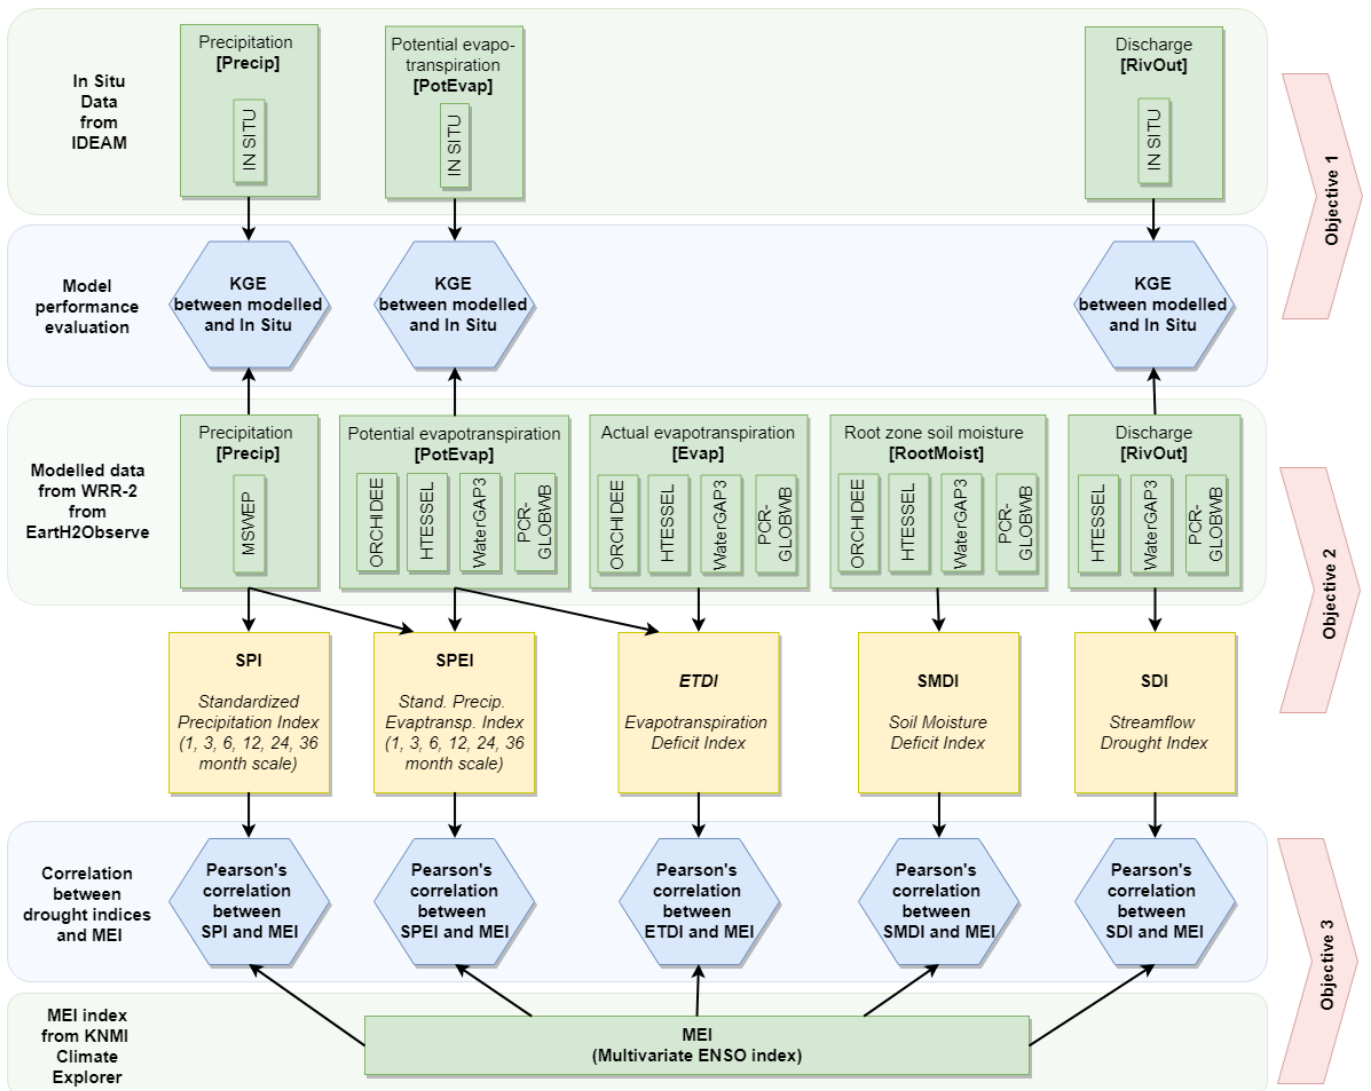 In Situ
Data
from
IDEAM
Precipitation
[Precip]
IN SITU
Potential evapo-
transpiration
[PotEvap]
IN SITU
Discharge
[RivOut]
IN SITU
Objective 1
Model
performance
evaluation
KGE
between modelled
and In Situ
KGE
between modelled
and In Situ
KGE
between modelled
and In Situ
Modelled data
from WRR-2
from
EartH2Observe
Precipitation
[Precip]
MSWEP
Potential evapotranspiration
[PotEvap]
ORCHIDEE
HTESSEL
WaterGAP3
PCR-
GLOBWB
Actual evapotranspiration
[Evap]
ORCHIDEE
HTESSEL
WaterGAP3
PCR-
GLOBWB
Root zone soil moisture
[RootMoist]
ORCHIDEE
HTESSEL
WaterGAP3
PCR-
GLOBWB
Discharge
[RivOut]
HTESSEL
WaterGAP3
PCR-
GLOBWB
Objective 2
SPI
Standardized
Precipitation Index
(1, 3, 6, 12, 24, 36
month scale)
SPEI
Stand. Precip.
Evaptransp. Index
(1, 3, 6, 12, 24, 36
month scale)
ETDI
Evapotranspiration
Deficit Index
SMDI
Soil Moisture
Deficit Index
SDI
Streamflow
Drought Index
Correlation
between
drought indices
and MEI
Pearson's
correlation
between
SPI and MEI
Pearson's
correlation
between
SPEI and MEI
Pearson's
correlation
between
ETDI and MEI
Pearson's
correlation
between
SMDI and MEI
Pearson's
correlation
between
SDI and MEI
Objective 3
MEI index
from KNMI
Climate
Explorer
MEI
(Multivariate ENSO index)